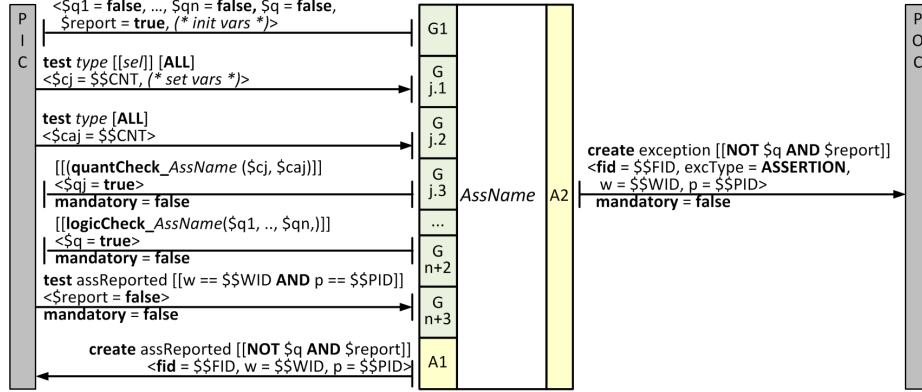 <$q1 = false, ..., $qn = false, $q = false,
$report = true, (* init vars *)>
G1
PIC
test type [[sel]] [ALL]
<$cj = $$CNT, (* set vars *)>
G
j.1
test type [ALL]
<$caj = $$CNT>
G
j.2
[[(quantCheck_AssName ($cj, $caj)]]
<$qj = true>
mandatory = false
G
j.3
...
[[logicCheck_AssName($q1, .., $qn,)]]
<$q = true>
mandatory = false
G
n+2
test assReported [[w == $$WID AND p == $$PID]]
<$report = false>
mandatory = false
G
n+3
create assReported [[NOT $q AND $report]]
<fid = $$FID, w = $$WID, p = $$PID>
A1
AssName
A2
create exception [[NOT $q AND $report]]
<fid = $$FID, excType = ASSERTION,
w = $$WID, p = $$PID>
mandatory = false
POC